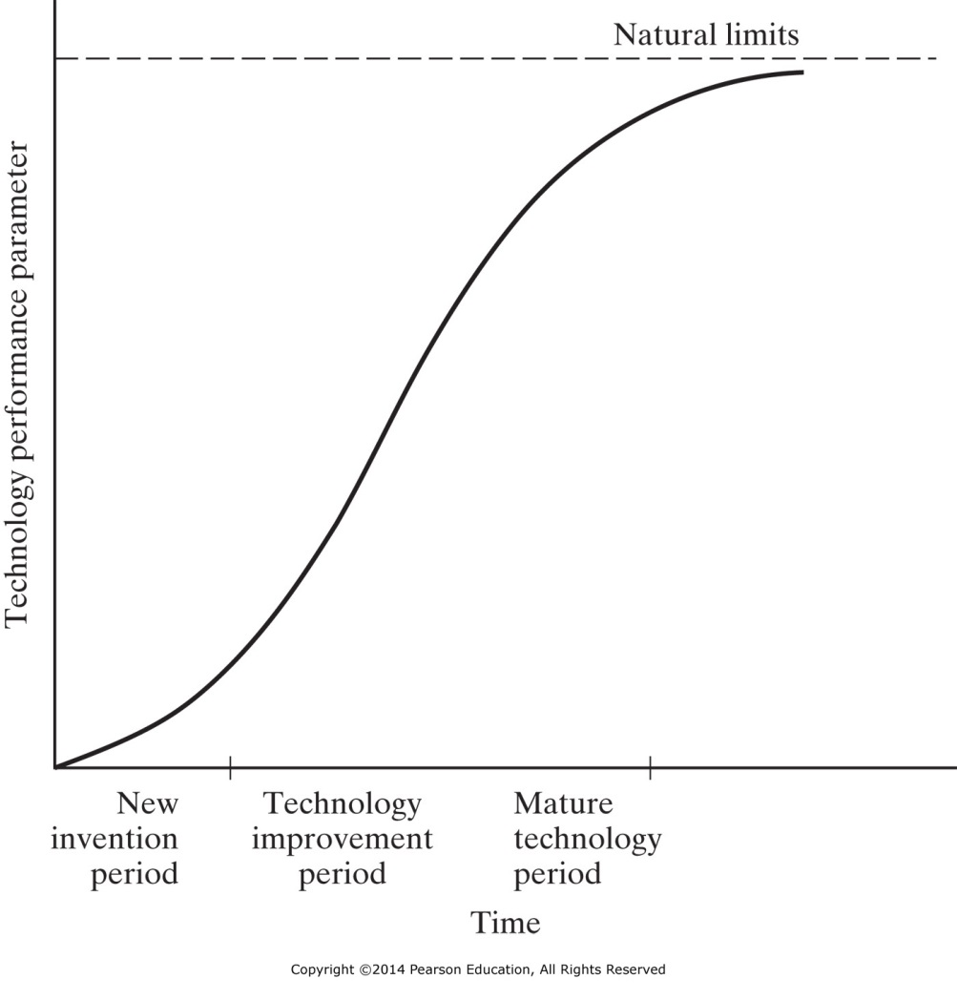 Natural limits
Technology performance parameter
New
invention
period
Technology
improvement
period
Mature
technology
period
Time
Copyright ©2014 Pearson Education, All Rights Reserved